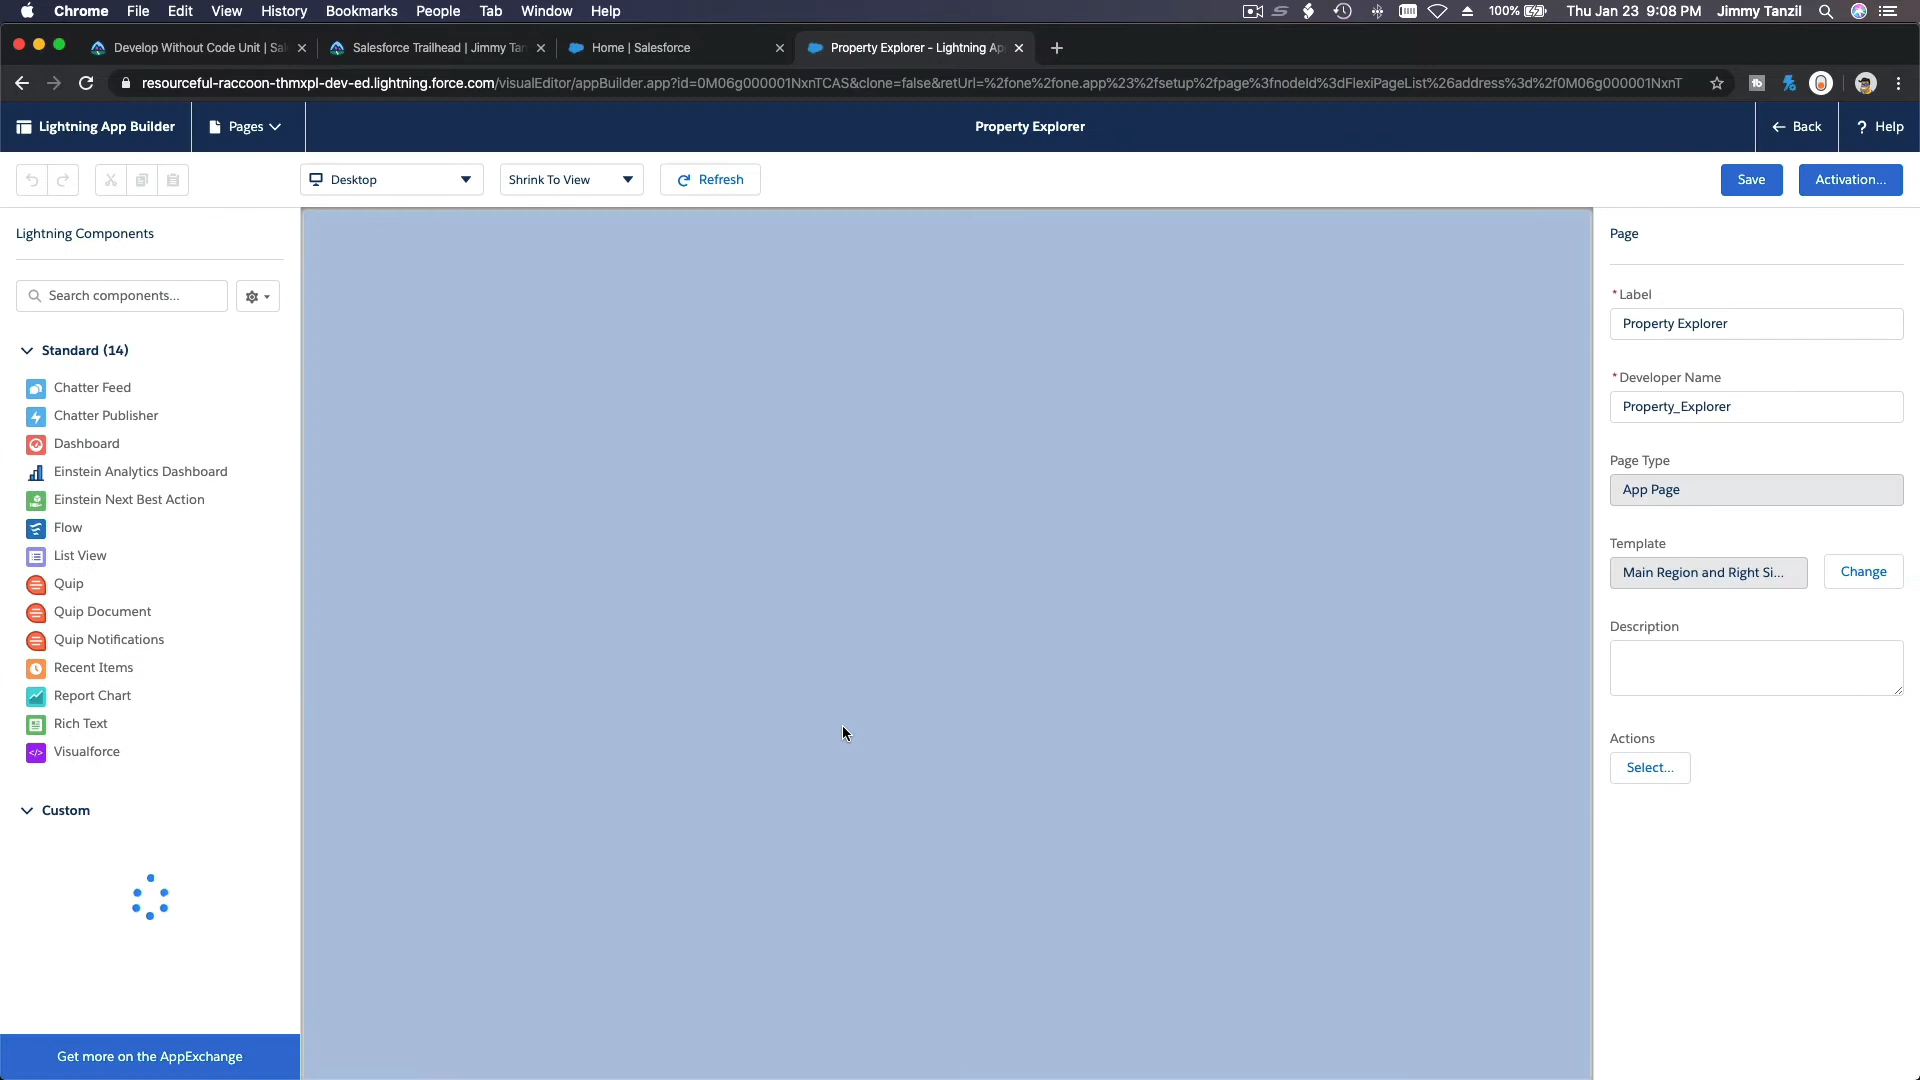 Chrome File Edit View History Bookmarks People Tab Window Help 100% Thu Jan 23 9:08 PM Jimmy Tanzil
Develop Without Code Unit | Sal Salesforce Trailhead | Jimmy Tan Home | Salesforce Property Explorer - Lightning Ap
resourceful-raccoon-thmxpl-dev-ed.lightning.force.com/visualEditor/appBuilder.app?id=0M06g000001NxnTCAS&clone=false&retUrl=%2fone%2fone.app%23%2fsetup%2fpage%3fnodeId%3dFlexiPageList%26address%3d%2f0M06g000001NxnT
Lightning App Builder Pages Property Explorer Back ? Help
Desktop Shrink To View Refresh Save Activation...
Lightning Components
Search components...
Standard (14)
Chatter Feed
Chatter Publisher
Dashboard
Einstein Analytics Dashboard
Einstein Next Best Action
Flow
List View
Quip
Quip Document
Quip Notifications
Recent Items
Report Chart
Rich Text
Visualforce
Custom
Get more on the AppExchange
Page
*Label
Property Explorer
*Developer Name
Property_Explorer
Page Type
App Page
Template
Main Region and Right Si... Change
Description
Actions
Select...